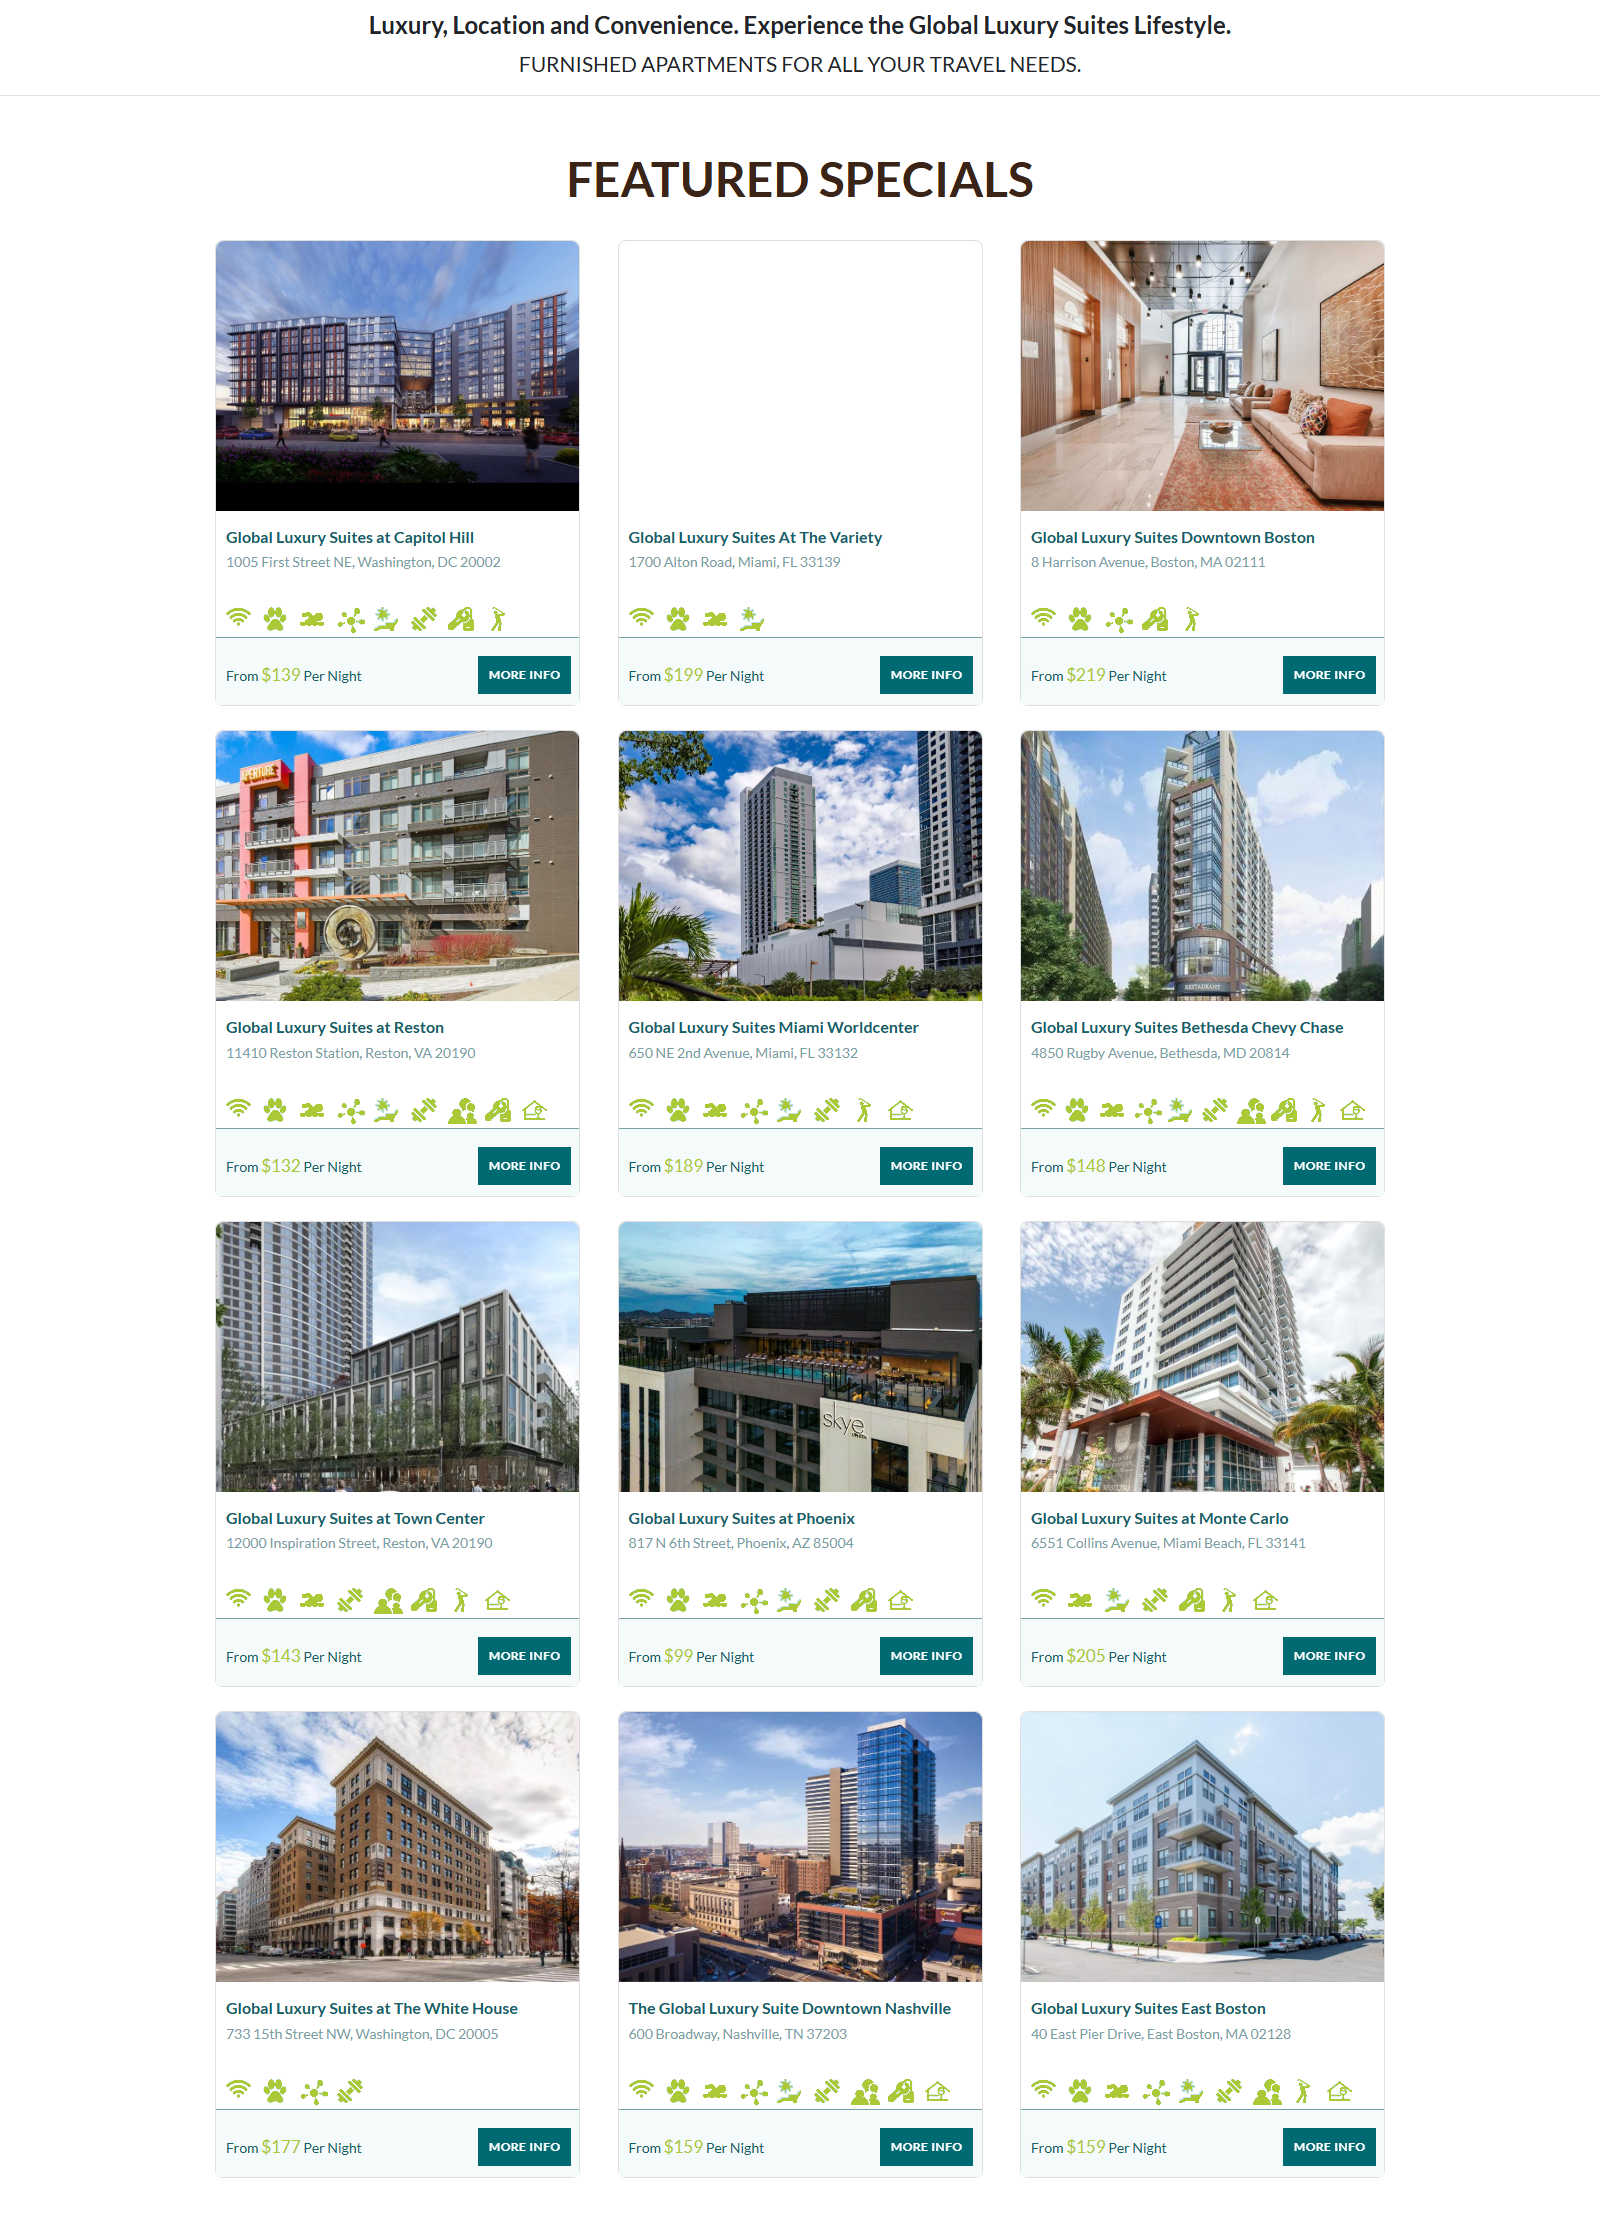 Luxury, Location and Convenience. Experience the Global Luxury Suites Lifestyle.
FURNISHED APARTMENTS FOR ALL YOUR TRAVEL NEEDS.
FEATURED SPECIALS
Global Luxury Suites at Capitol Hill
1005 First Street NE, Washington, DC 20002
From $139 Per Night
MORE INFO
Global Luxury Suites At The Variety
1700 Alton Road, Miami, FL 33139
From $199 Per Night
MORE INFO
Global Luxury Suites Downtown Boston
8 Harrison Avenue, Boston, MA 02111
From $219 Per Night
MORE INFO
APERTURE
Global Luxury Suites at Reston
11410 Reston Station, Reston, VA 20190
From $132 Per Night
MORE INFO
Global Luxury Suites Miami Worldcenter
650 NE 2nd Avenue, Miami, FL 33132
From $189 Per Night
MORE INFO
RESTAURANT
Global Luxury Suites Bethesda Chevy Chase
4850 Rugby Avenue, Bethesda, MD 20814
From $148 Per Night
MORE INFO
Global Luxury Suites at Town Center
12000 Inspiration Street, Reston, VA 20190
From $143 Per Night
MORE INFO
skye
Global Luxury Suites at Phoenix
817 N 6th Street, Phoenix, AZ 85004
From $99 Per Night
MORE INFO
Global Luxury Suites at Monte Carlo
6551 Collins Avenue, Miami Beach, FL 33141
From $205 Per Night
MORE INFO
Global Luxury Suites at The White House
733 15th Street NW, Washington, DC 20005
From $177 Per Night
MORE INFO
The Global Luxury Suite Downtown Nashville
600 Broadway, Nashville, TN 37203
From $159 Per Night
MORE INFO
Global Luxury Suites East Boston
40 East Pier Drive, East Boston, MA 02128
From $159 Per Night
MORE INFO